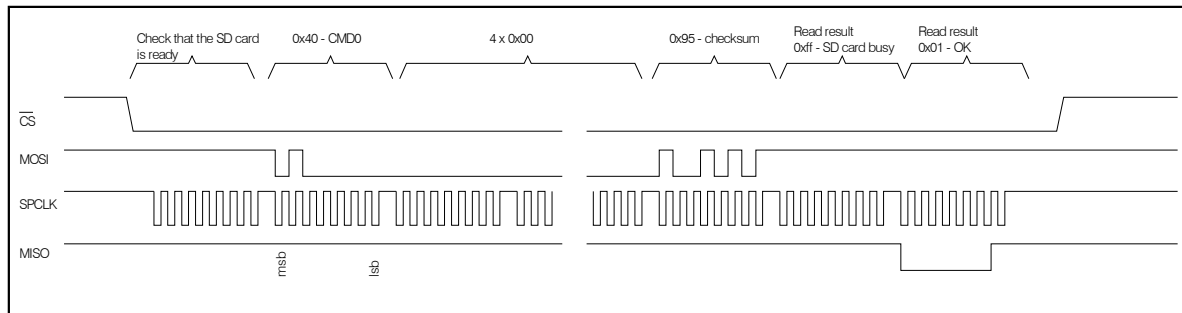 Check that the SD card
is ready
0x40 - CMD0
4 x 0x00
0x95 - checksum
Read result
0xff - SD card busy
Read result
0x01 - OK
CS
MOSI
SPCLK
MISO
msb
lsb